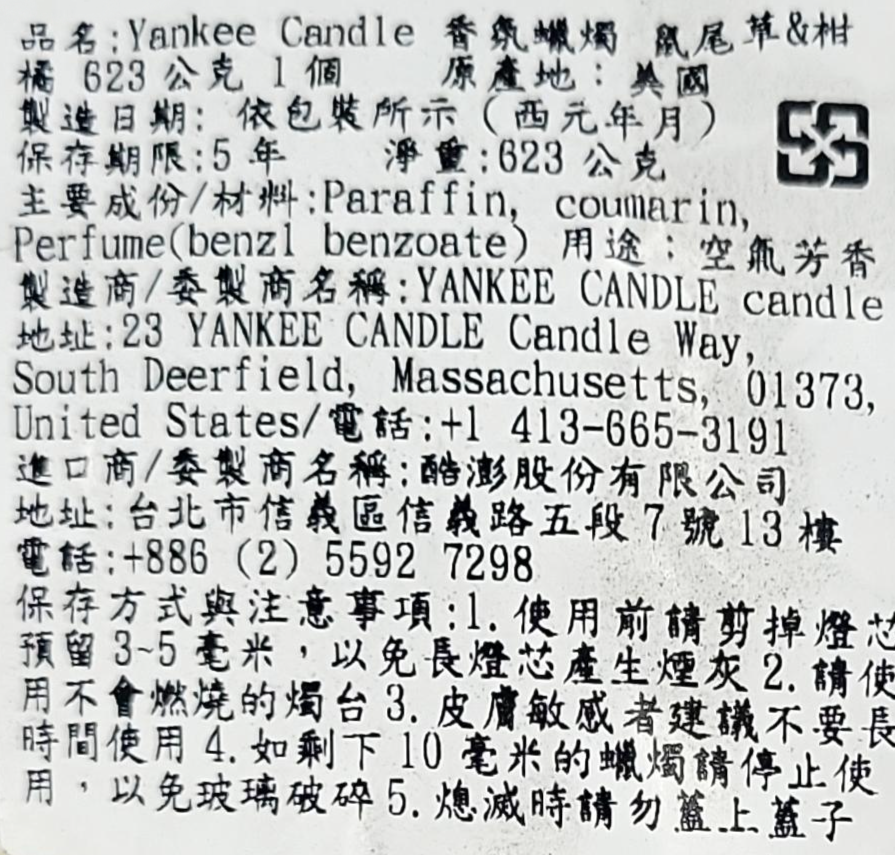 品名:Yankee Candle 香氛蠟燭 鼠尾草&柑
橘 623 公克 1 個 原產地：美國
製造日期: 依包裝所示（西元年月）
保存期限:5 年 淨重:623 公克
主要成份/材料:Paraffin, coumarin,
Perfume(benzl benzoate) 用途：空氣芳香
製造商/委製商名稱:YANKEE CANDLE candle
地址:23 YANKEE CANDLE Candle Way,
South Deerfield, Massachusetts, 01373,
United States/電話:+1 413-665-3191
進口商/委製商名稱:酷澎股份有限公司
地址:台北市信義區信義路五段 7 號 13 樓
電話:+886 (2) 5592 7298
保存方式與注意事項:1. 使用前請剪掉燈芯
預留 3~5 毫米，以免長燈芯產生煙灰 2. 請使
用不會燃燒的燭台 3. 皮膚敏感者建議不要長
時間使用 4. 如剩下 10 毫米的蠟燭請停止使
用，以免玻璃破碎 5. 熄滅時請勿蓋上蓋子